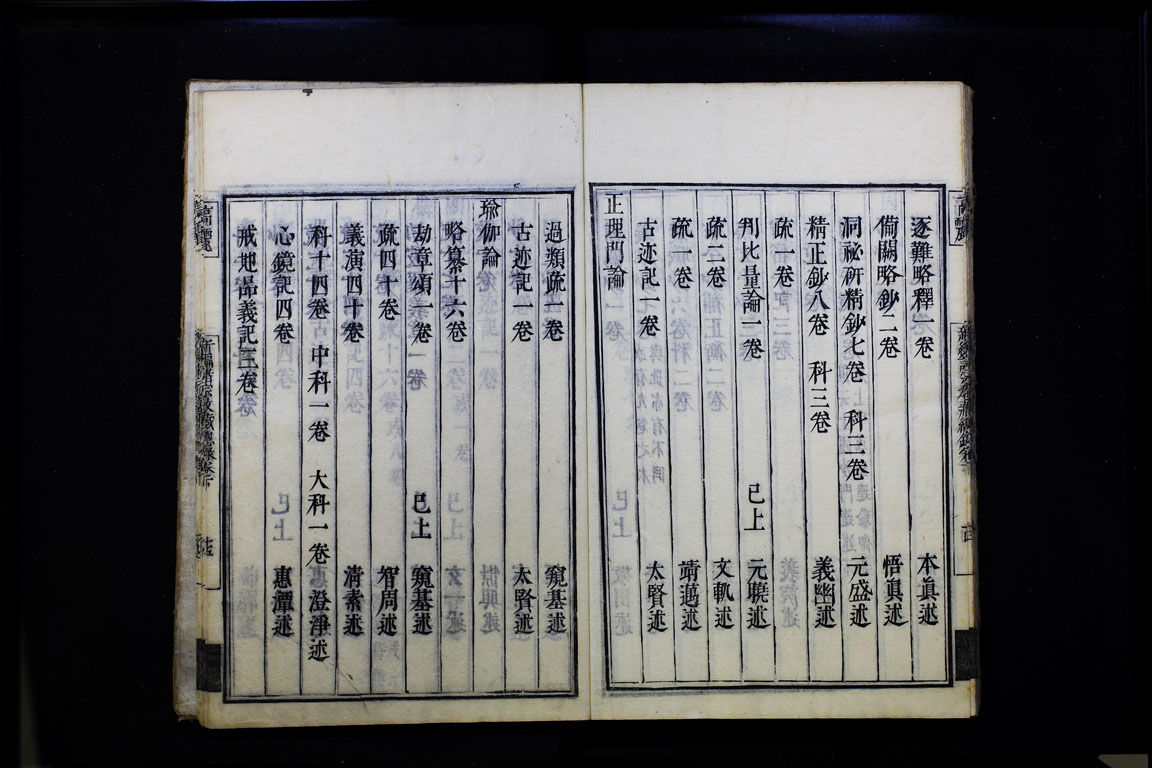 逐難略釋一卷 本眞述
備闕略鈔二卷 悟眞述
洞祕硏精鈔七卷 科三卷 元盛述
精正鈔八卷 科三卷 義幽述
疏一卷
判比量論一卷 已上 元曉述
疏二卷 文軌述
疏一卷 靖邁述
古迹記一卷 太賢述
正理門論
過類疏一卷 窺基述
古迹記一卷 太賢述
瑜伽論
略纂十六卷
劫章頌一卷 已上 窺基述
疏四十卷 智周述
義演四十卷 淸素述
科十四卷 中科一卷 大科一卷 澄淨述
心鏡記四卷 惠潭述
戒地品義記三卷